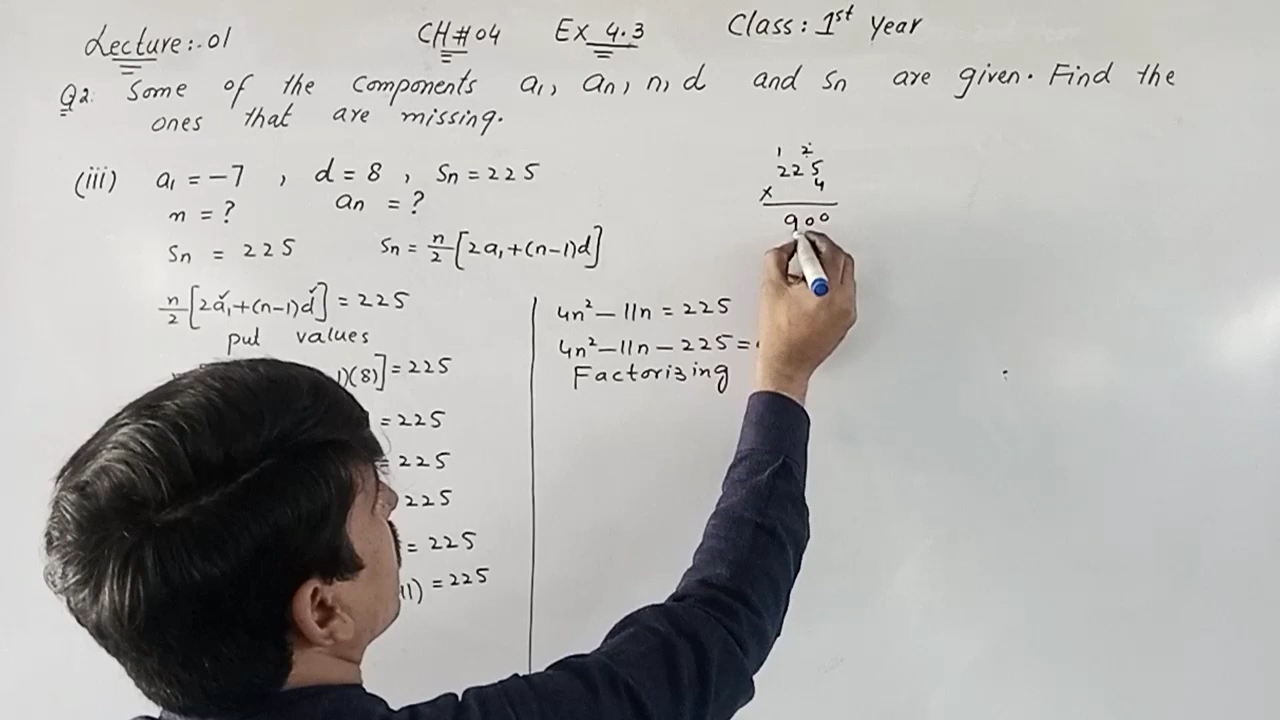 Lecture:-01 CH#04 Ex 4.3 Class: 1st Year
Q2. Some of the components a₁, an, n, d and Sn are given. Find the
ones that are missing.
(iii) a₁ = -7 , d = 8 , Sn = 225
n = ? an = ?
Sn = 225 Sn = n/2 [2a₁ + (n-1)d]
n/2 [2a₁ + (n-1)d] = 225
put values
1)(8)] = 225
= 225
= 225
225
= 225
11) = 225
4n² - 11n = 225
4n² - 11n - 225 =
Factorizing
1 2
225
× 4
900